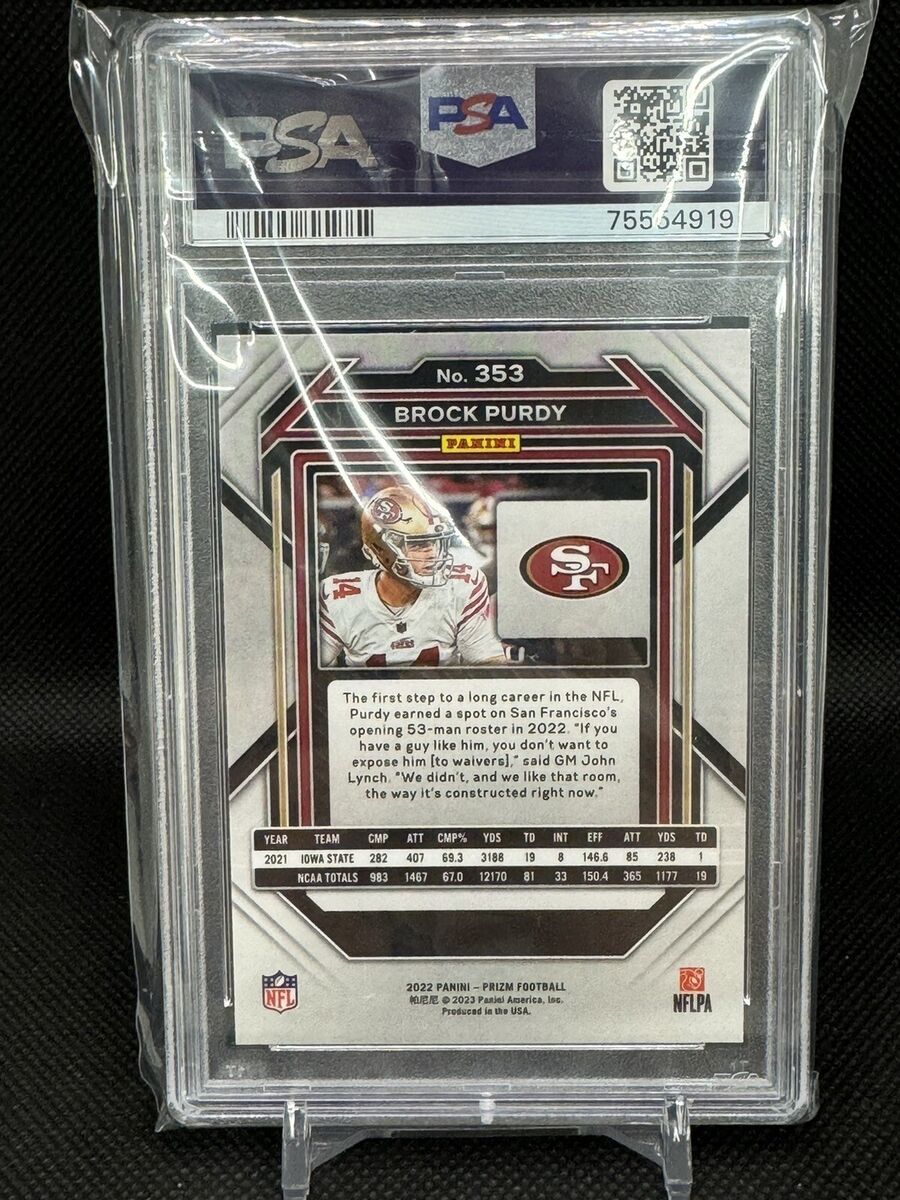 PSA
PSA
75554919
No. 353
BROCK PURDY
PANINI
SF
14
14
49ERS
14
The first step to a long career in the NFL,
Purdy earned a spot on San Francisco's
opening 53-man roster in 2022. "If you
have a guy like him, you don't want to
expose him [to waivers]," said GM John
Lynch. "We didn't, and we like that room,
the way it's constructed right now."
YEAR TEAM CMP ATT CMP% YDS TD INT EFF ATT YDS TD
2021 IOWA STATE 282 407 69.3 3188 19 8 146.6 85 238 1
NCAA TOTALS 983 1467 67.0 12170 81 33 150.4 365 1177 19
NFL
2022 PANINI – PRIZM FOOTBALL
帕尼尼 © 2023 Panini America, Inc.
Produced in the USA.
NFLPA